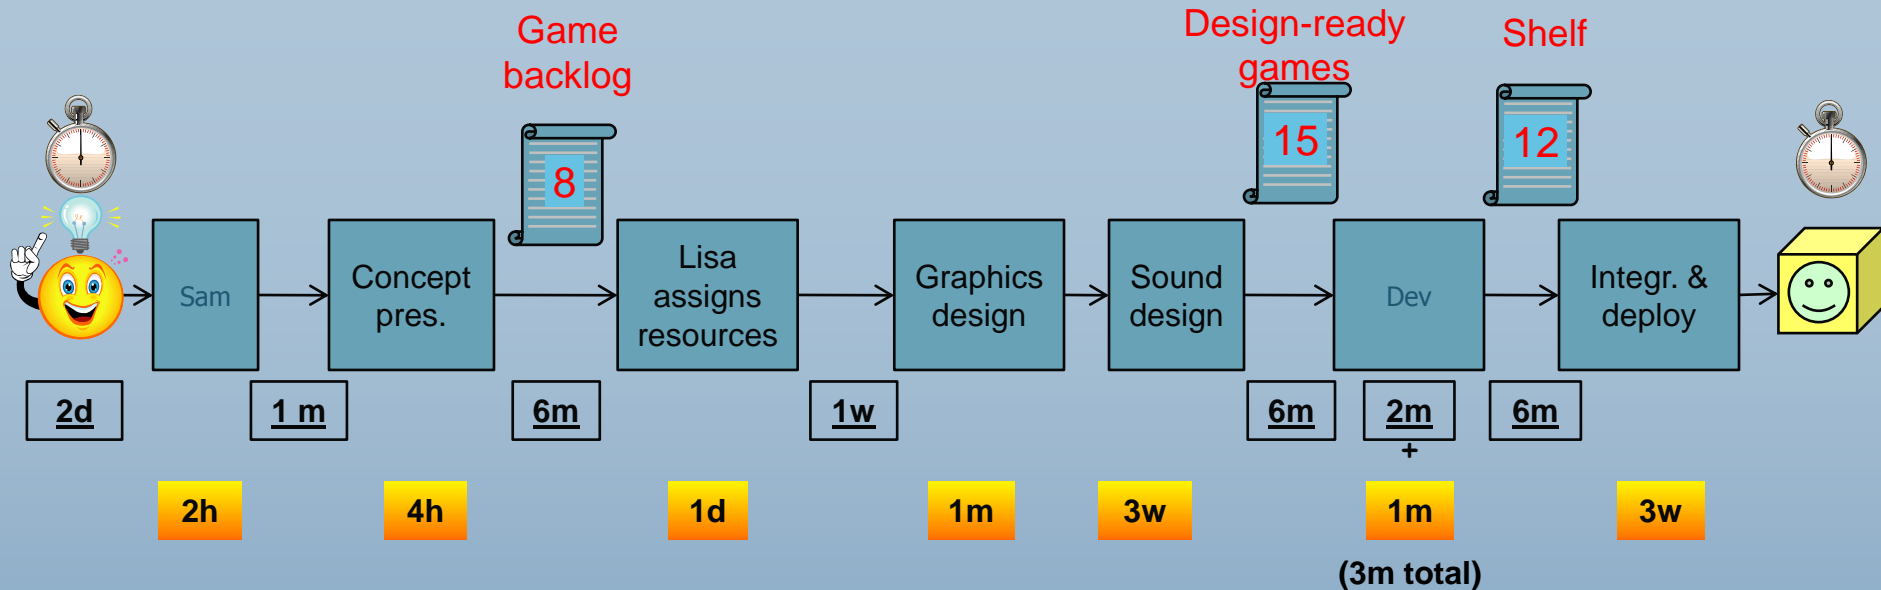 Game
backlog
Design-ready
games
Shelf
8
15
12
Sam
Concept
pres.
Lisa
assigns
resources
Graphics
design
Sound
design
Dev
Integr. &
deploy
2d
1 m
6m
1w
6m
2m
6m
+
2h
4h
1d
1m
3w
1m
3w
(3m total)